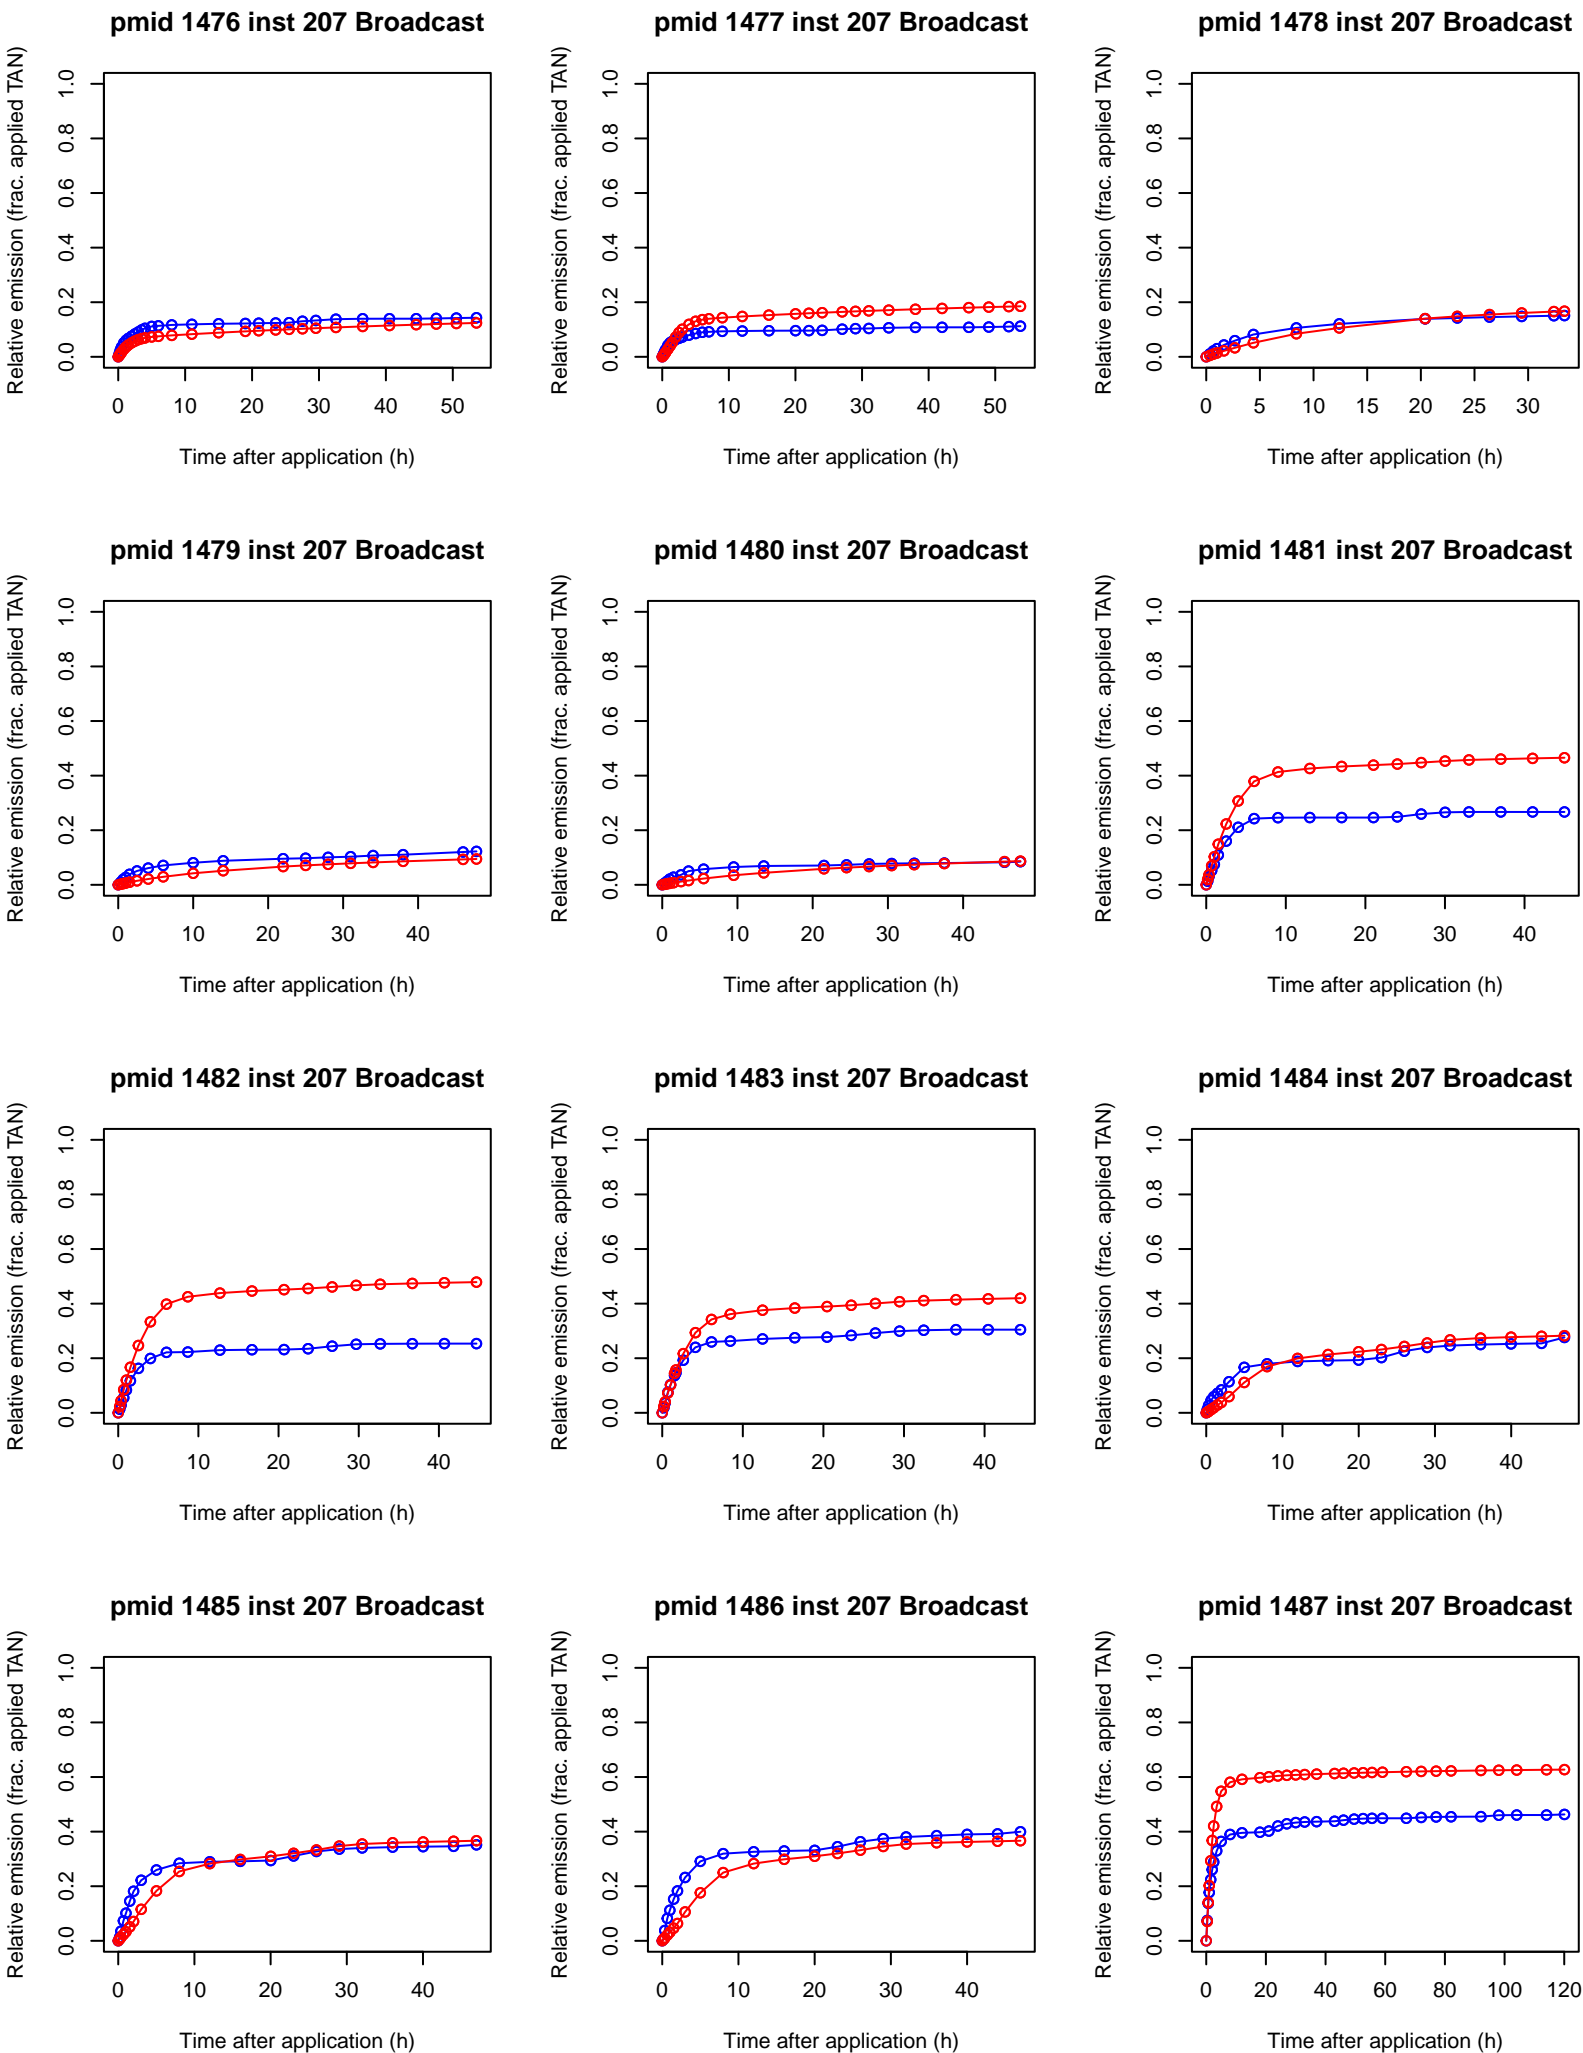 pmid 1476 inst 207 Broadcast
Relative emission (frac. applied TAN)
0.0 0.2 0.4 0.6 0.8 1.0
0 10 20 30 40 50
Time after application (h)
pmid 1477 inst 207 Broadcast
Relative emission (frac. applied TAN)
0.0 0.2 0.4 0.6 0.8 1.0
0 10 20 30 40 50
Time after application (h)
pmid 1478 inst 207 Broadcast
Relative emission (frac. applied TAN)
0.0 0.2 0.4 0.6 0.8 1.0
0 5 10 15 20 25 30
Time after application (h)
pmid 1479 inst 207 Broadcast
Relative emission (frac. applied TAN)
0.0 0.2 0.4 0.6 0.8 1.0
0 10 20 30 40
Time after application (h)
pmid 1480 inst 207 Broadcast
Relative emission (frac. applied TAN)
0.0 0.2 0.4 0.6 0.8 1.0
0 10 20 30 40
Time after application (h)
pmid 1481 inst 207 Broadcast
Relative emission (frac. applied TAN)
0.0 0.2 0.4 0.6 0.8 1.0
0 10 20 30 40
Time after application (h)
pmid 1482 inst 207 Broadcast
Relative emission (frac. applied TAN)
0.0 0.2 0.4 0.6 0.8 1.0
0 10 20 30 40
Time after application (h)
pmid 1483 inst 207 Broadcast
Relative emission (frac. applied TAN)
0.0 0.2 0.4 0.6 0.8 1.0
0 10 20 30 40
Time after application (h)
pmid 1484 inst 207 Broadcast
Relative emission (frac. applied TAN)
0.0 0.2 0.4 0.6 0.8 1.0
0 10 20 30 40
Time after application (h)
pmid 1485 inst 207 Broadcast
Relative emission (frac. applied TAN)
0.0 0.2 0.4 0.6 0.8 1.0
0 10 20 30 40
Time after application (h)
pmid 1486 inst 207 Broadcast
Relative emission (frac. applied TAN)
0.0 0.2 0.4 0.6 0.8 1.0
0 10 20 30 40
Time after application (h)
pmid 1487 inst 207 Broadcast
Relative emission (frac. applied TAN)
0.0 0.2 0.4 0.6 0.8 1.0
0 20 40 60 80 100 120
Time after application (h)